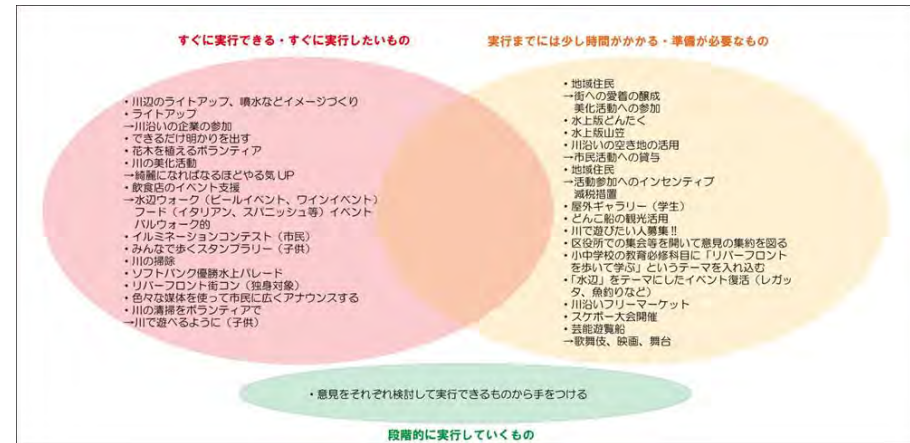 すぐに実行できる・すぐに実行したいもの
・川辺のライトアップ、噴水などイメージづくり
・ライトアップ
→川沿いの企業の参加
・できるだけ明かりを出す
・花木を植えるボランティア
・川の美化活動
→綺麗になればなるほどやる気 UP
・飲食店のイベント支援
→水辺ウォーク（ビールイベント、ワインイベント）
フード（イタリアン、スパニッシュ等）イベント
バルウォーク的
・イルミネーションコンテスト（市民）
・みんなで歩くスタンプラリー（子供）
・川の掃除
・ソフトバンク優勝水上パレード
・リバーフロント街コン（独身対象）
・色々な媒体を使って市民に広くアナウンスする
・川の清掃をボランティアで
→川で遊べるように（子供）
実行までには少し時間がかかる・準備が必要なもの
・地域住民
→街への愛着の醸成
美化活動への参加
・水上版どんたく
・水上版山笠
・川沿いの空き地の活用
→市民活動への貸与
・地域住民
→活動参加へのインセンティブ
減税措置
・屋外ギャラリー（学生）
・どんこ船の観光活用
・川で遊びたい人募集!!
・区役所での集会等を開いて意見の集約を図る
・小中学校の教育必修科目に「リバーフロント
を歩いて学ぶ」というテーマを入れ込む
・「水辺」をテーマにしたイベント復活（レガッ
タ、魚釣りなど）
・川沿いフリーマーケット
・スケボー大会開催
・芸能遊覧船
→歌舞伎、映画、舞台
・意見をそれぞれ検討して実行できるものから手をつける
段階的に実行していくもの